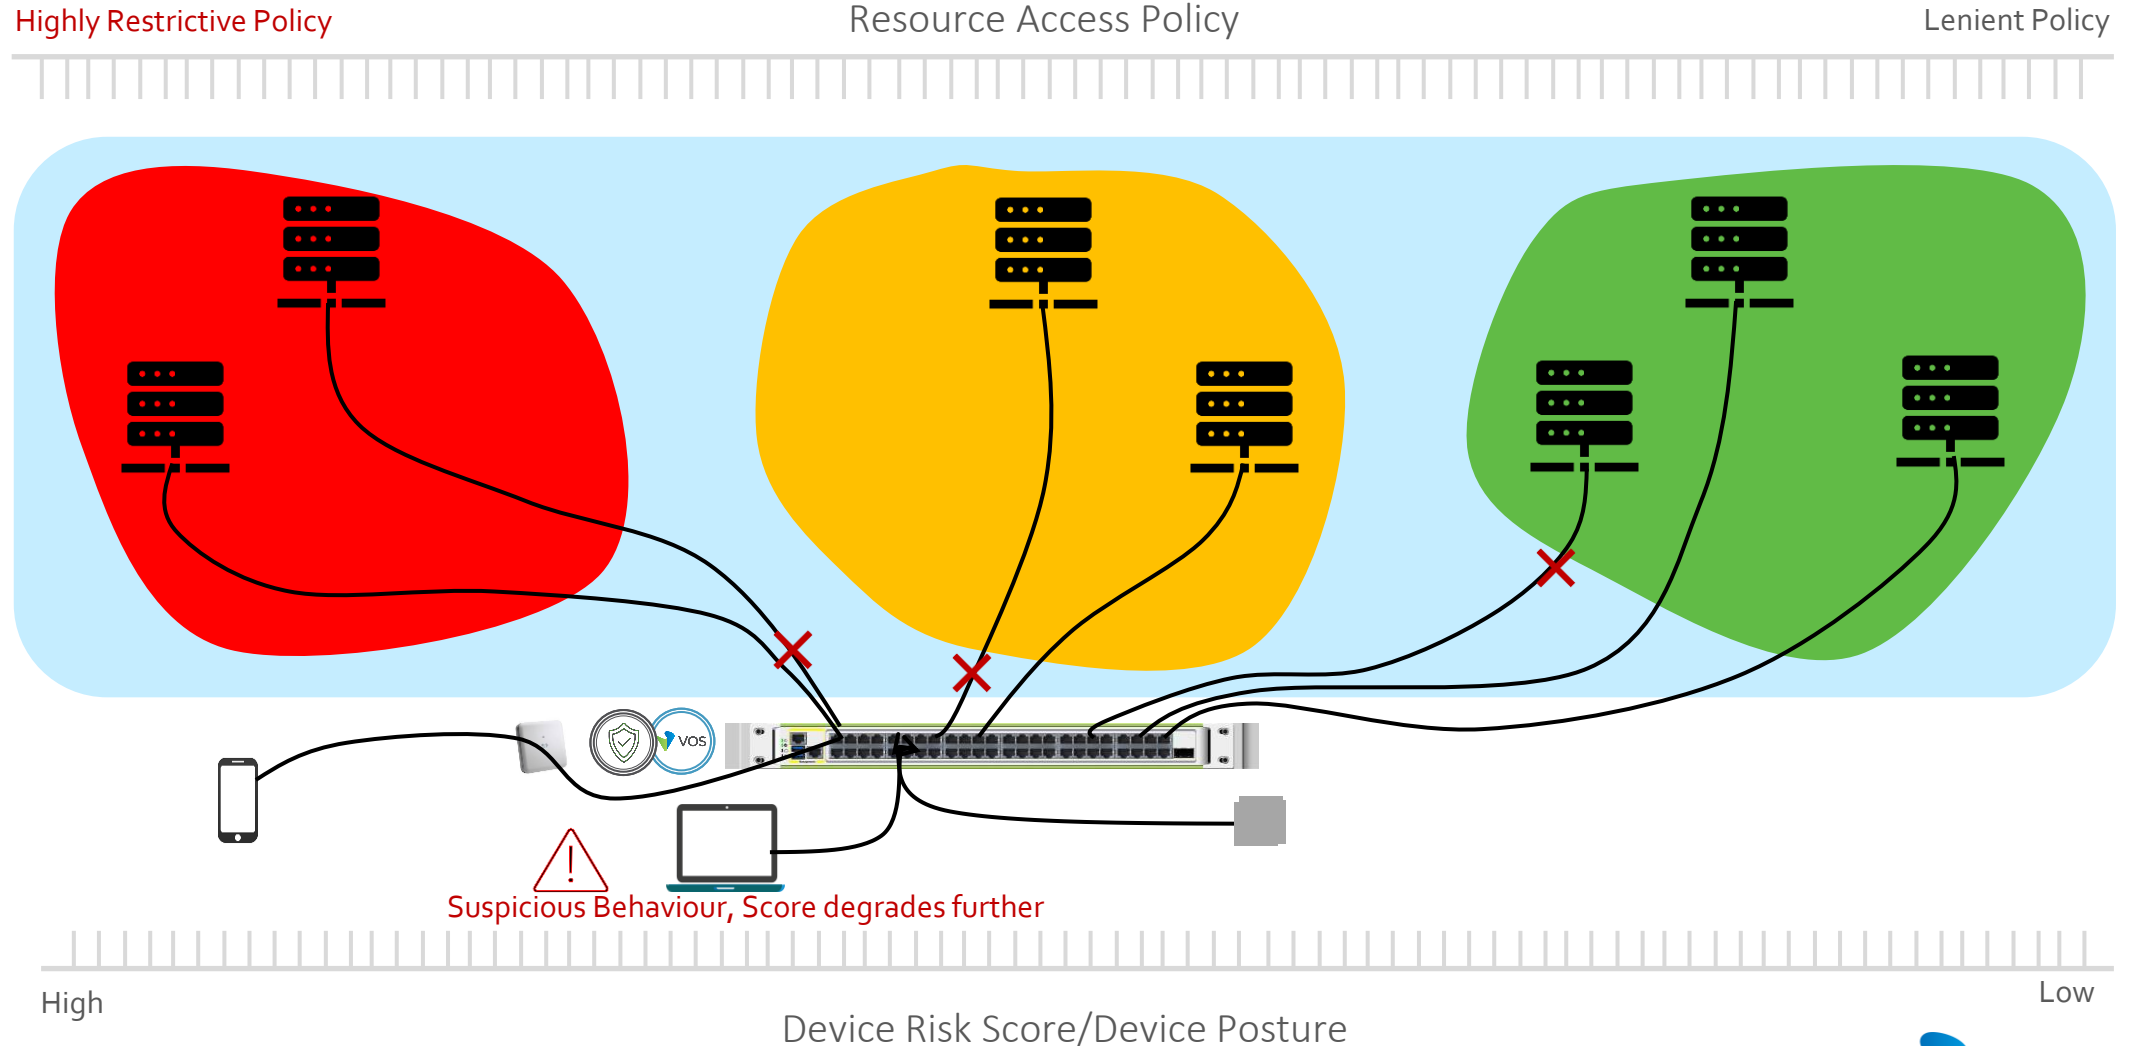 Highly Restrictive Policy
Resource Access Policy
Lenient Policy
VOS
Suspicious Behaviour, Score degrades further
High
Low
Device Risk Score/Device Posture